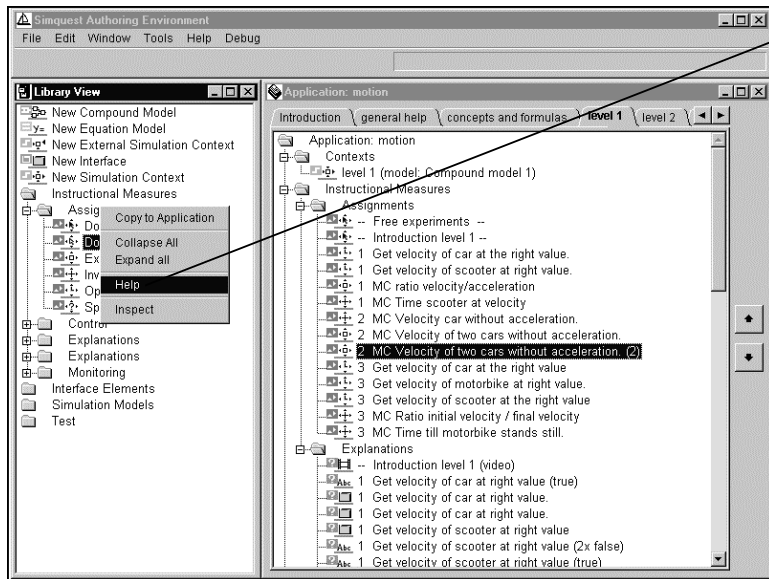 Simquest Authoring Environment
File Edit Window Tools Help Debug
Library View
New Compound Model
New Equation Model
New External Simulation Context
New Interface
New Simulation Context
Instructional Measures
Assig
Do
Do
Ex
Inv
Op
Sp
Control
Explanations
Explanations
Monitoring
Interface Elements
Simulation Models
Test
Copy to Application
Collapse All
Expand all
Help
Inspect
Application: motion
Introduction general help concepts and formulas level 1 level 2
Application: motion
Contexts
level 1 (model: Compound model 1)
Instructional Measures
Assignments
-- Free experiments --
-- Introduction level 1 --
1 Get velocity of car at the right value.
1 Get velocity of scooter at right value.
1 MC ratio velocity/acceleration
1 MC Time scooter at velocity
2 MC Velocity car without acceleration.
2 MC Velocity of two cars without acceleration.
2 MC Velocity of two cars without acceleration. (2)
3 Get velocity of car at the right value
3 Get velocity of motorbike at right value.
3 Get velocity of scooter at the right value
3 MC Ratio initial velocity / final velocity
3 MC Time till motorbike stands still.
Explanations
-- Introduction level 1 (video)
1 Get velocity of car at right value (true)
1 Get velocity of car at right value.
1 Get velocity of car at right value.
1 Get velocity of scooter at right value
1 Get velocity of scooter at right value (2x false)
1 Get velocity of scooter at right value (true)